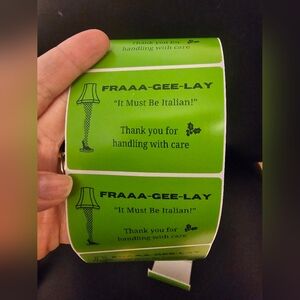 Thank you for
handling with care
FRAAA-GEE-LAY
"It Must Be Italian!"
Thank you for
handling with care
FRAAA-GEE-LAY
"It Must Be Italian!"
Thank you for
handling with care